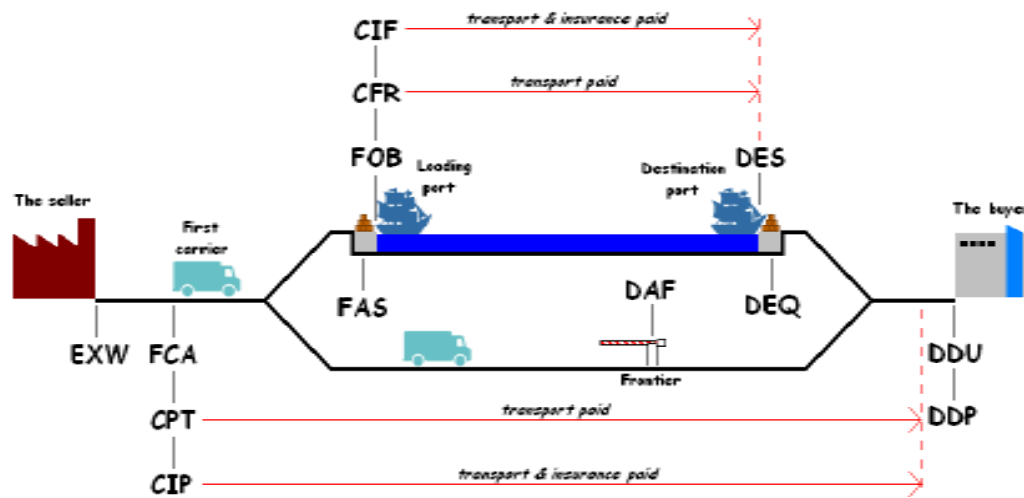 CIF transport & insurance paid
CFR transport paid
FOB Loading port Destination port DES
The seller
First carrier
The buyer
FAS DAF DEQ
EXW FCA Frontier DDU
CPT transport paid DDP
CIP transport & insurance paid